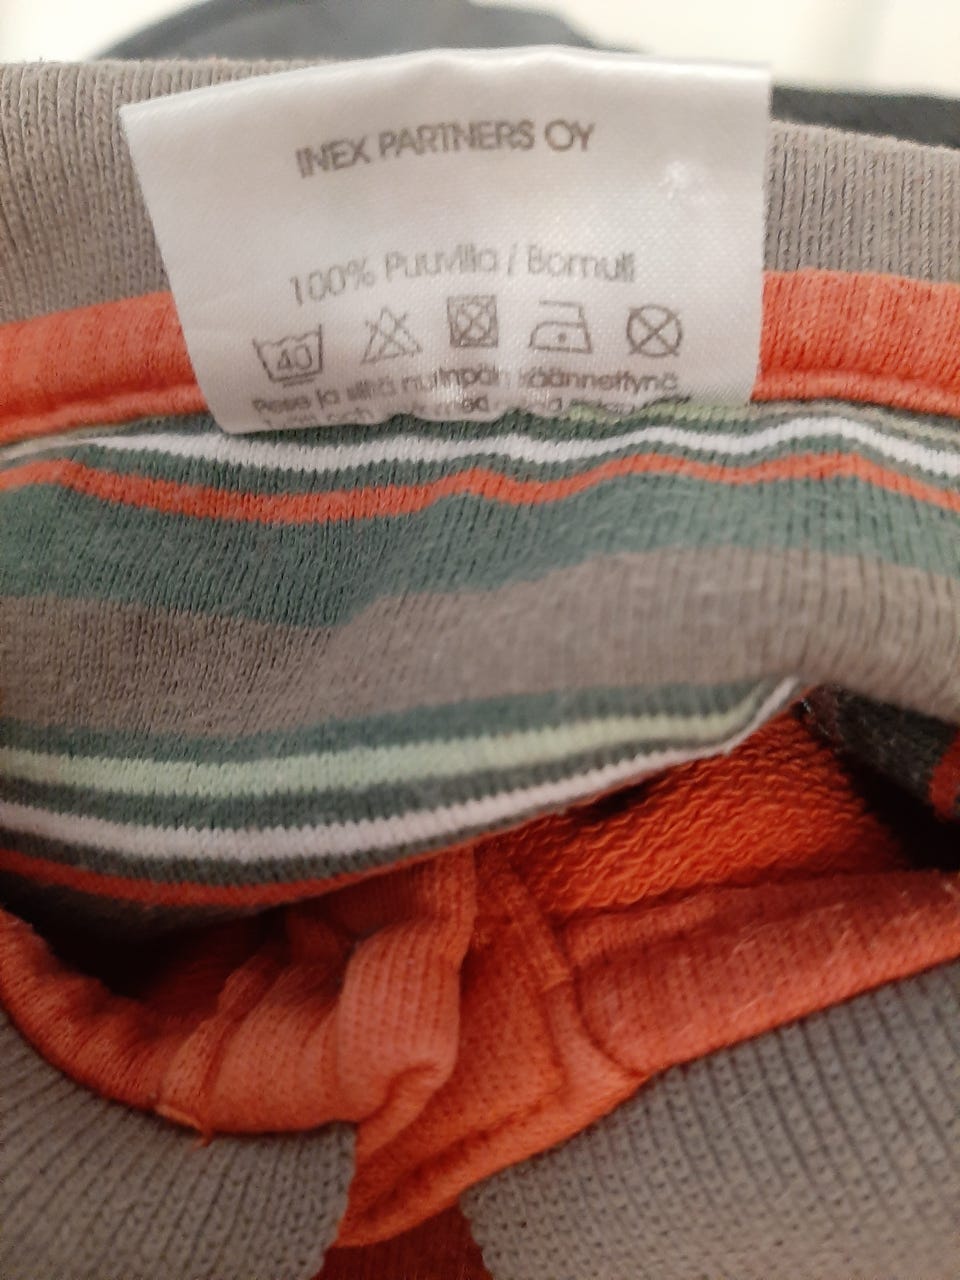 INEX PARTNERS OY
100% Puuvilla / Bomull
40
Pese ja silitä nurinpäin käännettynä